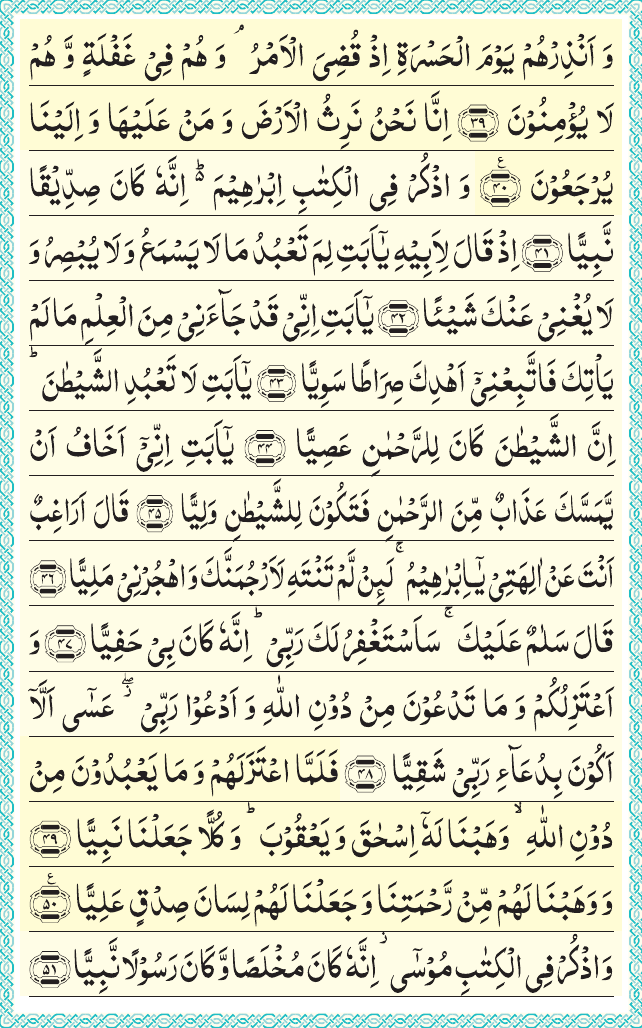 وَ اَنْذِرْهُمْ يَوْمَ الْحَسْرَةِ اِذْ قُضِيَ الْاَمْرُ ۘ وَ هُمْ فِيْ غَفْلَةٍ وَّ هُمْ
لَا يُؤْمِنُوْنَ ﴿۳۹﴾ اِنَّا نَحْنُ نَرِثُ الْاَرْضَ وَ مَنْ عَلَيْهَا وَ اِلَيْنَا
يُرْجَعُوْنَ ﴿۴۰﴾ ع وَ اذْكُرْ فِي الْكِتٰبِ اِبْرٰهِيْمَ ؕ اِنَّهٗ كَانَ صِدِّيْقًا
نَّبِيًّا ﴿۴۱﴾ اِذْ قَالَ لِاَبِيْهِ يٰۤاَبَتِ لِمَ تَعْبُدُ مَا لَا يَسْمَعُ وَ لَا يُبْصِرُ وَ
لَا يُغْنِيْ عَنْكَ شَيْـًٔا ﴿۴۲﴾ يٰۤاَبَتِ اِنِّيْ قَدْ جَآءَنِيْ مِنَ الْعِلْمِ مَا لَمْ
يَاْتِكَ فَاتَّبِعْنِيْۤ اَهْدِكَ صِرَاطًا سَوِيًّا ﴿۴۳﴾ يٰۤاَبَتِ لَا تَعْبُدِ الشَّيْطٰنَ ؕ
اِنَّ الشَّيْطٰنَ كَانَ لِلرَّحْمٰنِ عَصِيًّا ﴿۴۴﴾ يٰۤاَبَتِ اِنِّيْۤ اَخَافُ اَنْ
يَّمَسَّكَ عَذَابٌ مِّنَ الرَّحْمٰنِ فَتَكُوْنَ لِلشَّيْطٰنِ وَلِيًّا ﴿۴۵﴾ قَالَ اَرَاغِبٌ
اَنْتَ عَنْ اٰلِهَتِيْ يٰۤاِبْرٰهِيْمُ ۚ لَئِنْ لَّمْ تَنْتَهِ لَاَرْجُمَنَّكَ وَ اهْجُرْنِيْ مَلِيًّا ﴿۴۶﴾
قَالَ سَلٰمٌ عَلَيْكَ ۚ سَاَسْتَغْفِرُ لَكَ رَبِّيْ ؕ اِنَّهٗ كَانَ بِيْ حَفِيًّا ﴿۴۷﴾ وَ
اَعْتَزِلُكُمْ وَ مَا تَدْعُوْنَ مِنْ دُوْنِ اللّٰهِ وَ اَدْعُوْا رَبِّيْ ۖ٘ عَسٰۤى اَلَّاۤ
اَكُوْنَ بِدُعَآءِ رَبِّيْ شَقِيًّا ﴿۴۸﴾ فَلَمَّا اعْتَزَلَهُمْ وَ مَا يَعْبُدُوْنَ مِنْ
دُوْنِ اللّٰهِ ۙ وَهَبْنَا لَهٗۤ اِسْحٰقَ وَ يَعْقُوْبَ ؕ وَ كُلًّا جَعَلْنَا نَبِيًّا ﴿۴۹﴾
وَ وَهَبْنَا لَهُمْ مِّنْ رَّحْمَتِنَا وَ جَعَلْنَا لَهُمْ لِسَانَ صِدْقٍ عَلِيًّا ﴿۵۰﴾ ع
وَ اذْكُرْ فِي الْكِتٰبِ مُوْسٰۤى ؗ اِنَّهٗ كَانَ مُخْلَصًا وَّ كَانَ رَسُوْلًا نَّبِيًّا ﴿۵۱﴾